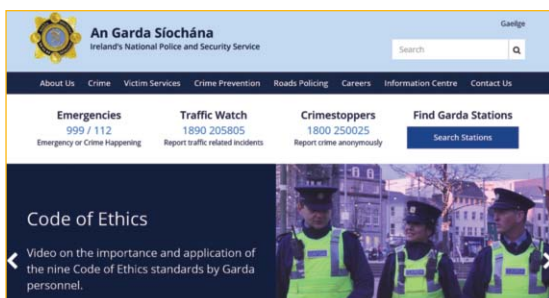 Gaeilge
An Garda Síochána
Ireland's National Police and Security Service
Search
About Us Crime Victim Services Crime Prevention Roads Policing Careers Information Centre Contact Us
Emergencies Traffic Watch Crimestoppers Find Garda Stations
999 / 112 1890 205805 1800 250025 Search Stations
Emergency or Crime Happening Report traffic related incidents Report crime anonymously
Code of Ethics
Video on the importance and application of
the nine Code of Ethics standards by Garda
personnel.